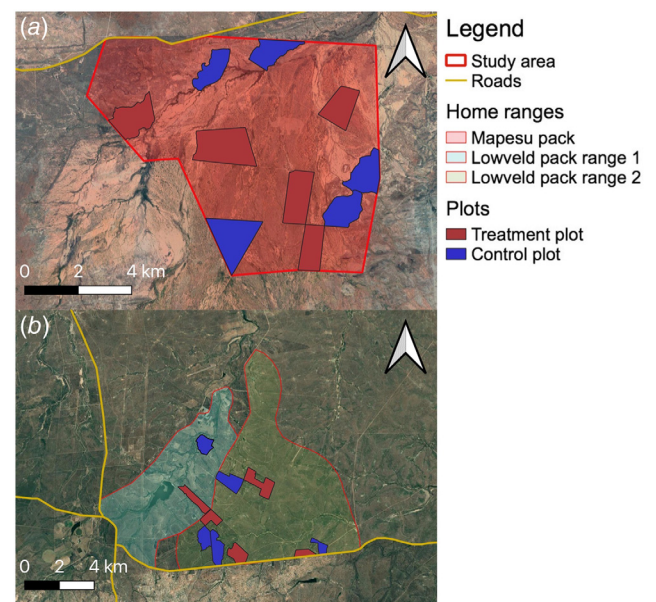 (a)
0 2 4 km
(b)
0 2 4 km
Legend
Study area
Roads
Home ranges
Mapesu pack
Lowveld pack range 1
Lowveld pack range 2
Plots
Treatment plot
Control plot